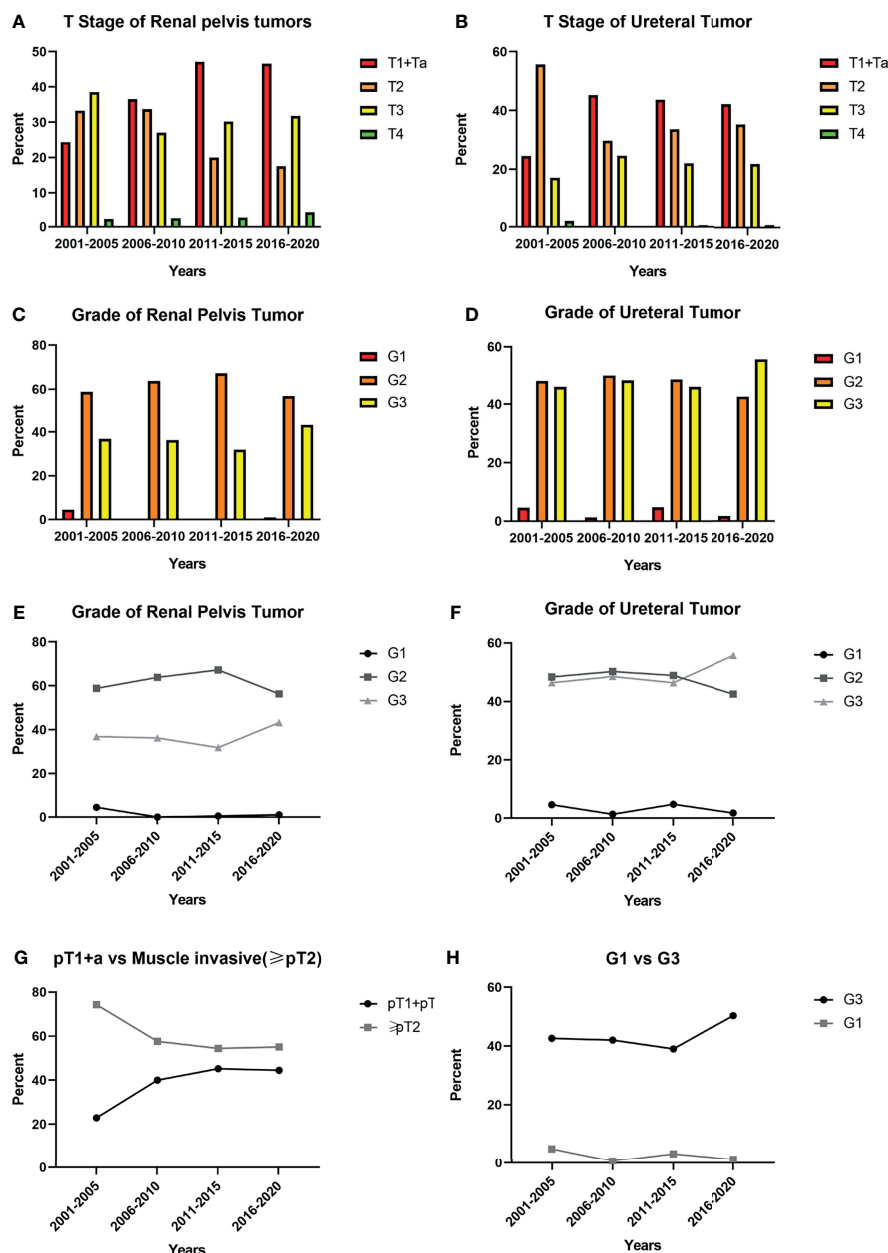 A
T Stage of Renal pelvis tumors
50
40
30
20
10
0
Percent
2001-2005
2006-2010
2011-2015
2016-2020
Years
T1+Ta
T2
T3
T4
B
T Stage of Ureteral Tumor
60
40
20
0
Percent
2001-2005
2006-2010
2011-2015
2016-2020
Years
T1+Ta
T2
T3
T4
C
Grade of Renal Pelvis Tumor
80
60
40
20
0
Percent
2001-2005
2006-2010
2011-2015
2016-2020
Years
G1
G2
G3
D
Grade of Ureteral Tumor
60
40
20
0
Percent
2001-2005
2006-2010
2011-2015
2016-2020
Years
G1
G2
G3
E
Grade of Renal Pelvis Tumor
80
60
40
20
0
Percent
2001-2005
2006-2010
2011-2015
2016-2020
Years
G1
G2
G3
F
Grade of Ureteral Tumor
60
40
20
0
Percent
2001-2005
2006-2010
2011-2015
2016-2020
Years
G1
G2
G3
G
pT1+a vs Muscle invasive(≥pT2)
80
60
40
20
0
Percent
2001-2005
2006-2010
2011-2015
2016-2020
Years
pT1+pT
≥pT2
H
G1 vs G3
60
40
20
0
Percent
2001-2005
2006-2010
2011-2015
2016-2020
Years
G3
G1